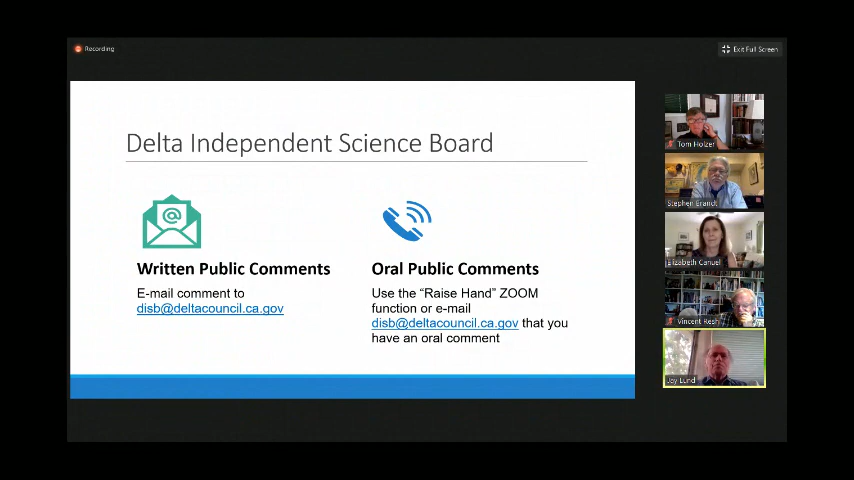 Recording
Exit Full Screen
Delta Independent Science Board
@
Written Public Comments
E-mail comment to
disb@deltacouncil.ca.gov
Oral Public Comments
Use the “Raise Hand” ZOOM
function or e-mail
disb@deltacouncil.ca.gov that you
have an oral comment
Tom Holzer
Stephen Brandt
Elizabeth Canuel
Vincent Resh
Jay Lund